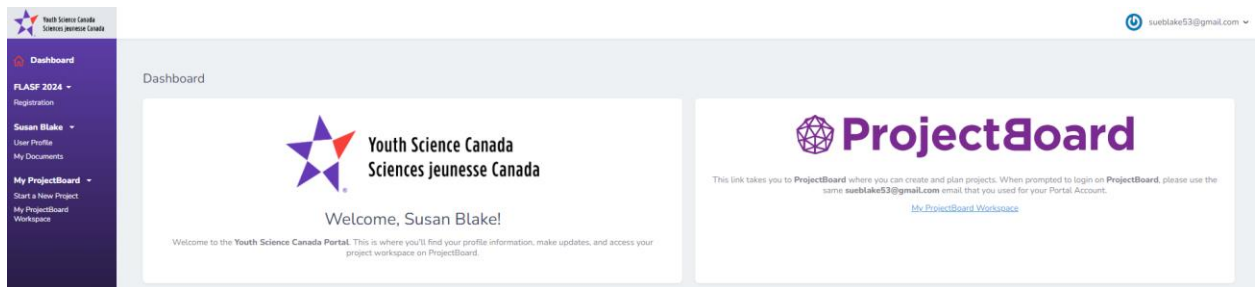 Youth Science Canada
Sciences jeunesse Canada
sueblake53@gmail.com
Dashboard
FLASF 2024
Registration
Susan Blake
User Profile
My Documents
My ProjectBoard
Start a New Project
My ProjectBoard
Workspace
Dashboard
Youth Science Canada
Sciences jeunesse Canada
Welcome, Susan Blake!
Welcome to the Youth Science Canada Portal. This is where you'll find your profile information, make updates, and access your
project workspace on ProjectBoard.
ProjectBoard
This link takes you to ProjectBoard where you can create and plan projects. When prompted to login on ProjectBoard, please use the
same sueblake53@gmail.com email that you used for your Portal Account.
My ProjectBoard Workspace